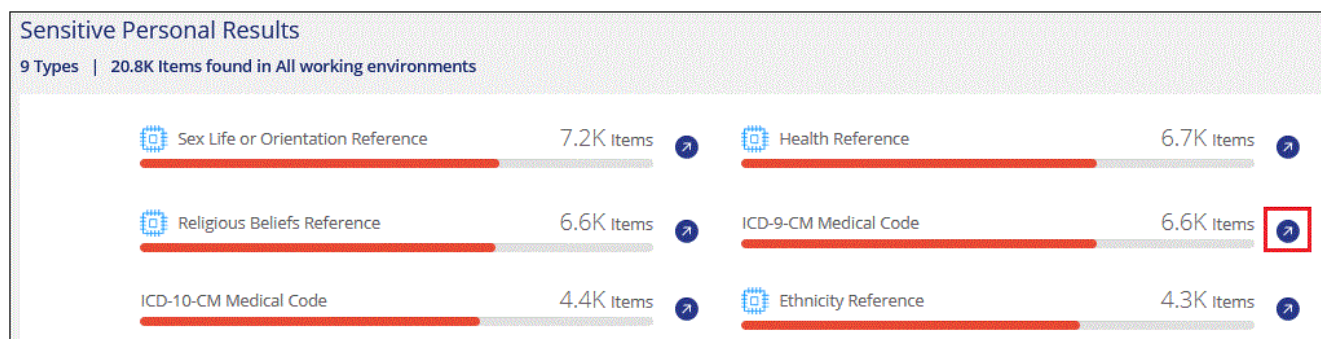 Sensitive Personal Results
9 Types | 20.8K Items found in All working environments
Sex Life or Orientation Reference 7.2K Items
Health Reference 6.7K Items
Religious Beliefs Reference 6.6K Items
ICD-9-CM Medical Code 6.6K Items
ICD-10-CM Medical Code 4.4K Items
Ethnicity Reference 4.3K Items